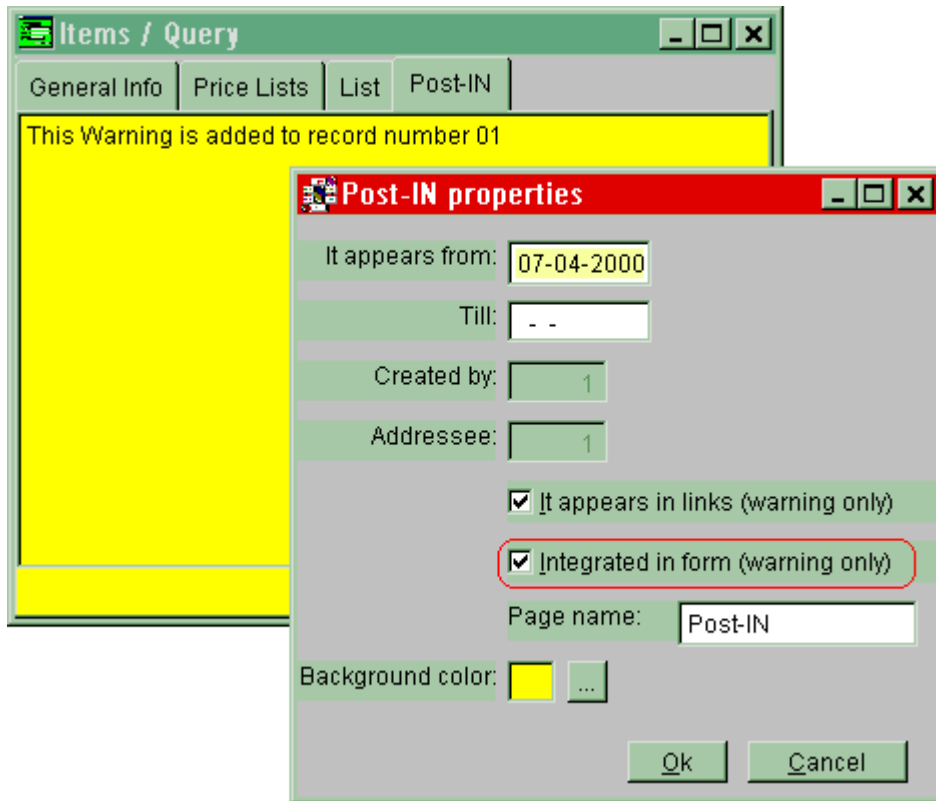 Items / Query
General Info Price Lists List Post-IN
This Warning is added to record number 01
Post-IN properties
It appears from: 07-04-2000
Till: - -
Created by: 1
Addressee: 1
It appears in links (warning only)
Integrated in form (warning only)
Page name: Post-IN
Background color: ...
Ok Cancel